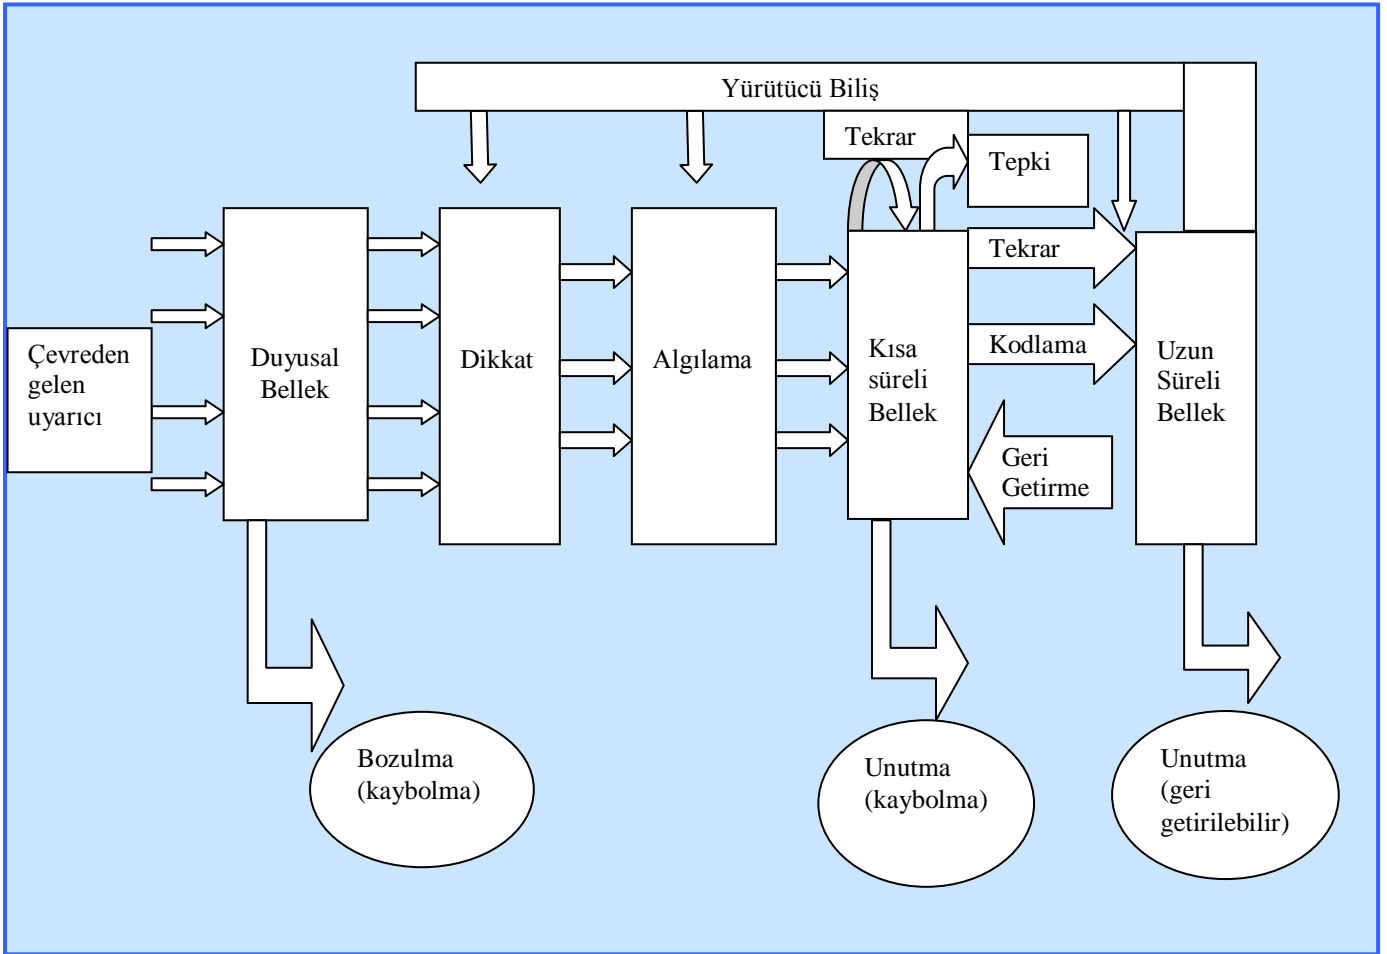 Yürütücü Biliş
Tekrar
Tepki
Çevreden
gelen
uyarıcı
Duyusal
Bellek
Dikkat
Algılama
Kısa
süreli
Bellek
Tekrar
Kodlama
Geri
Getirme
Uzun
Süreli
Bellek
Bozulma
(kaybolma)
Unutma
(kaybolma)
Unutma
(geri
getirilebilir)